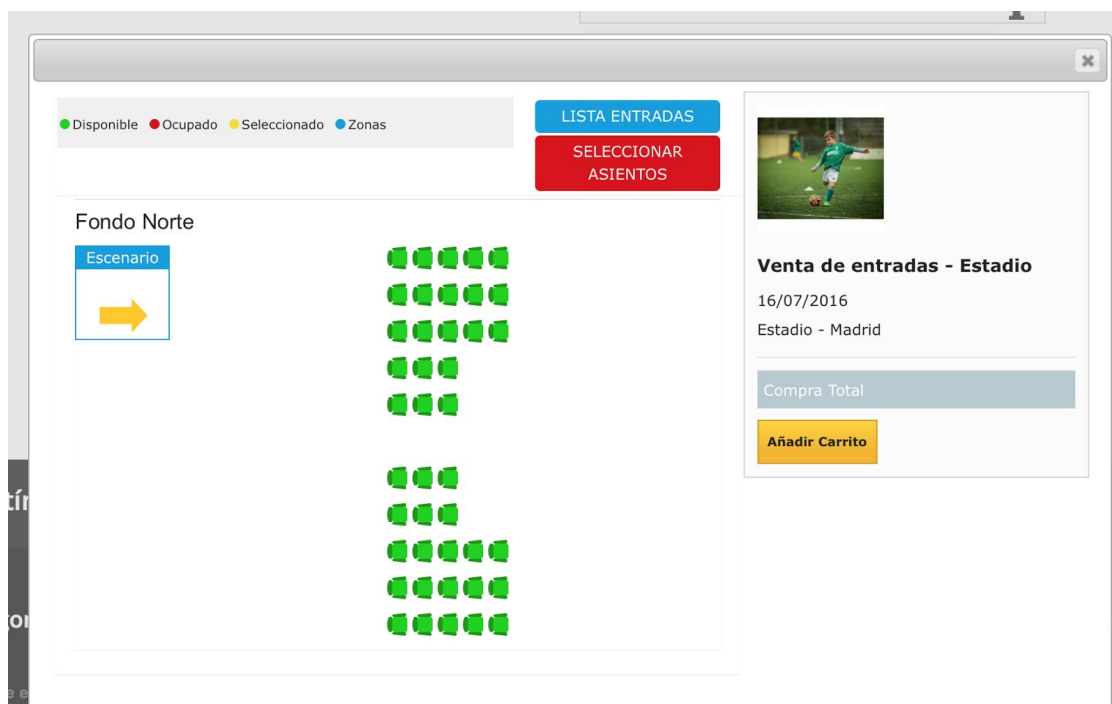 Disponible Ocupado Seleccionado Zonas
LISTA ENTRADAS
SELECCIONAR
ASIENTOS
Fondo Norte
Escenario
Venta de entradas - Estadio
16/07/2016
Estadio - Madrid
Compra Total
Añadir Carrito